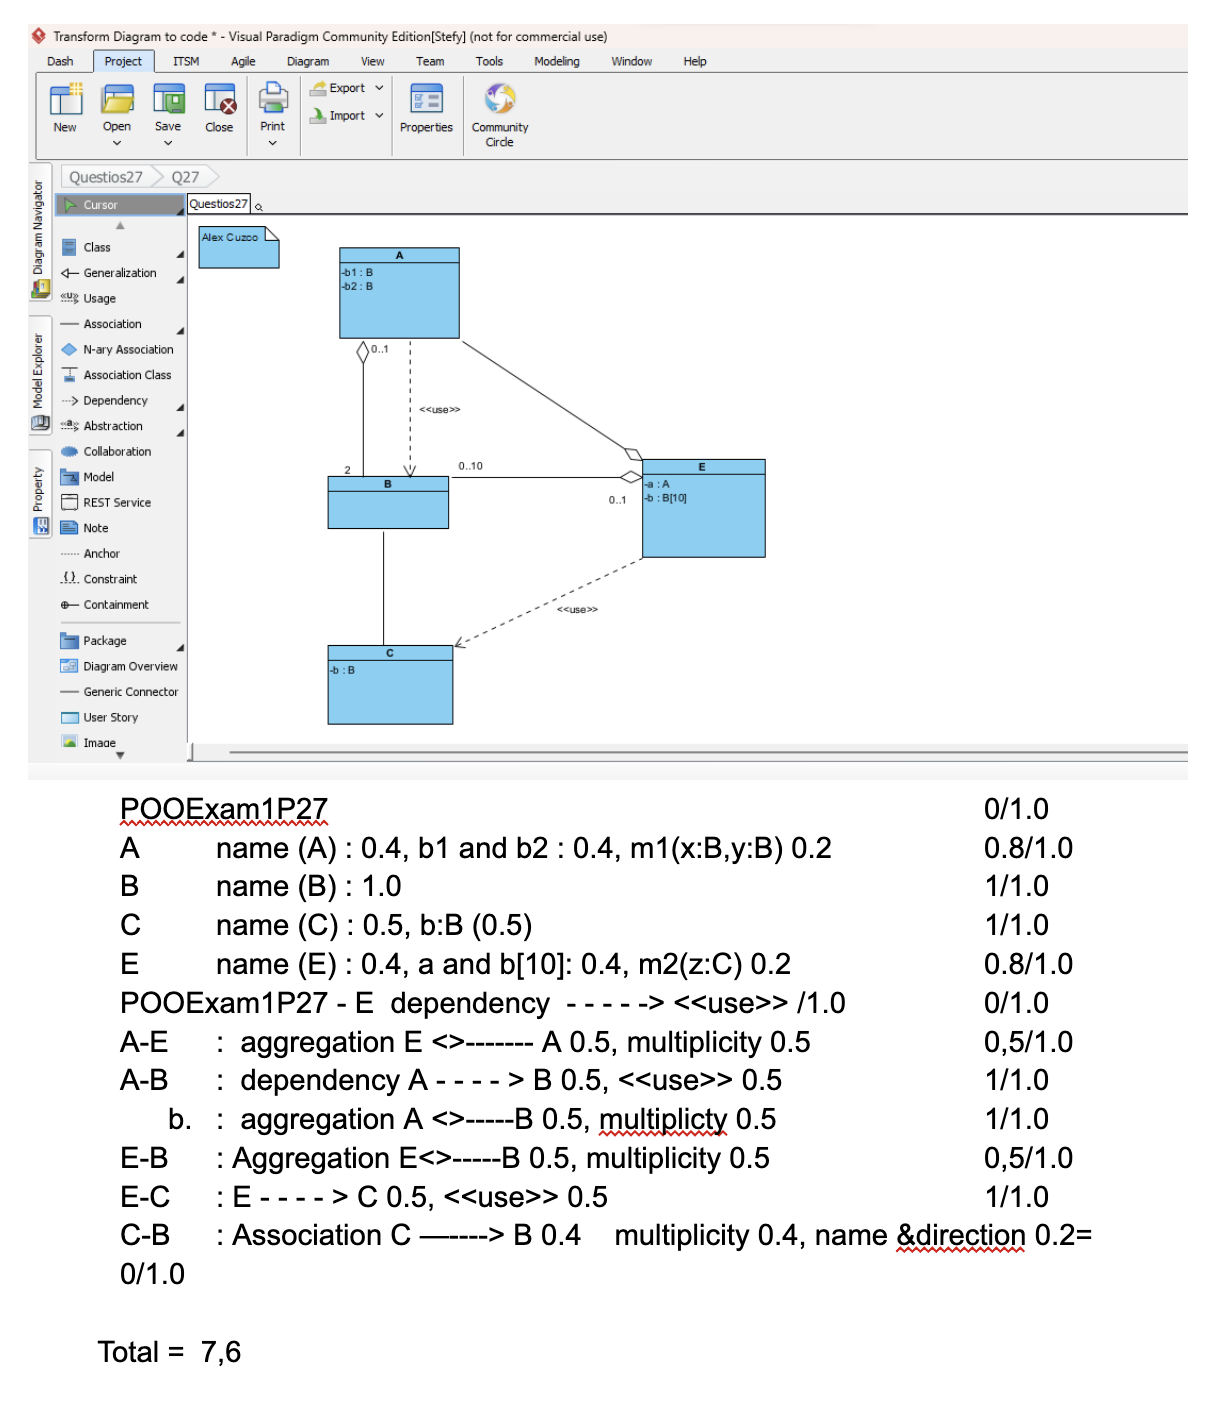 Transform Diagram to code * - Visual Paradigm Community Edition[Stefy] (not for commercial use)
Dash Project ITSM Agile Diagram View Team Tools Modeling Window Help
New Open Save Close Print Export Import Properties Community Circle
Questios27 Q27
Diagram Navigator
Model Explorer
Property
Cursor
Class
Generalization
«U» Usage
Association
N-ary Association
Association Class
Dependency
«a» Abstraction
Collaboration
Model
REST Service
Note
Anchor
{} Constraint
Containment
Package
Diagram Overview
Generic Connector
User Story
Image
Questios27
Alex Cuzco
A
-b1 : B
-b2 : B
0..1
<<use>>
2
0..10
B
E
-a : A
-b : B[10]
0..1
<<use>>
C
-b : B
POOExam1P27 0/1.0
A name (A) : 0.4, b1 and b2 : 0.4, m1(x:B,y:B) 0.2 0.8/1.0
B name (B) : 1.0 1/1.0
C name (C) : 0.5, b:B (0.5) 1/1.0
E name (E) : 0.4, a and b[10]: 0.4, m2(z:C) 0.2 0.8/1.0
POOExam1P27 - E dependency - - - - -> <<use>> /1.0 0/1.0
A-E : aggregation E <>------- A 0.5, multiplicity 0.5 0,5/1.0
A-B : dependency A - - - - > B 0.5, <<use>> 0.5 1/1.0
b. : aggregation A <>-----B 0.5, multiplicty 0.5 1/1.0
E-B : Aggregation E<>-----B 0.5, multiplicity 0.5 0,5/1.0
E-C : E - - - - > C 0.5, <<use>> 0.5 1/1.0
C-B : Association C —----> B 0.4 multiplicity 0.4, name &direction 0.2=
0/1.0
Total = 7,6